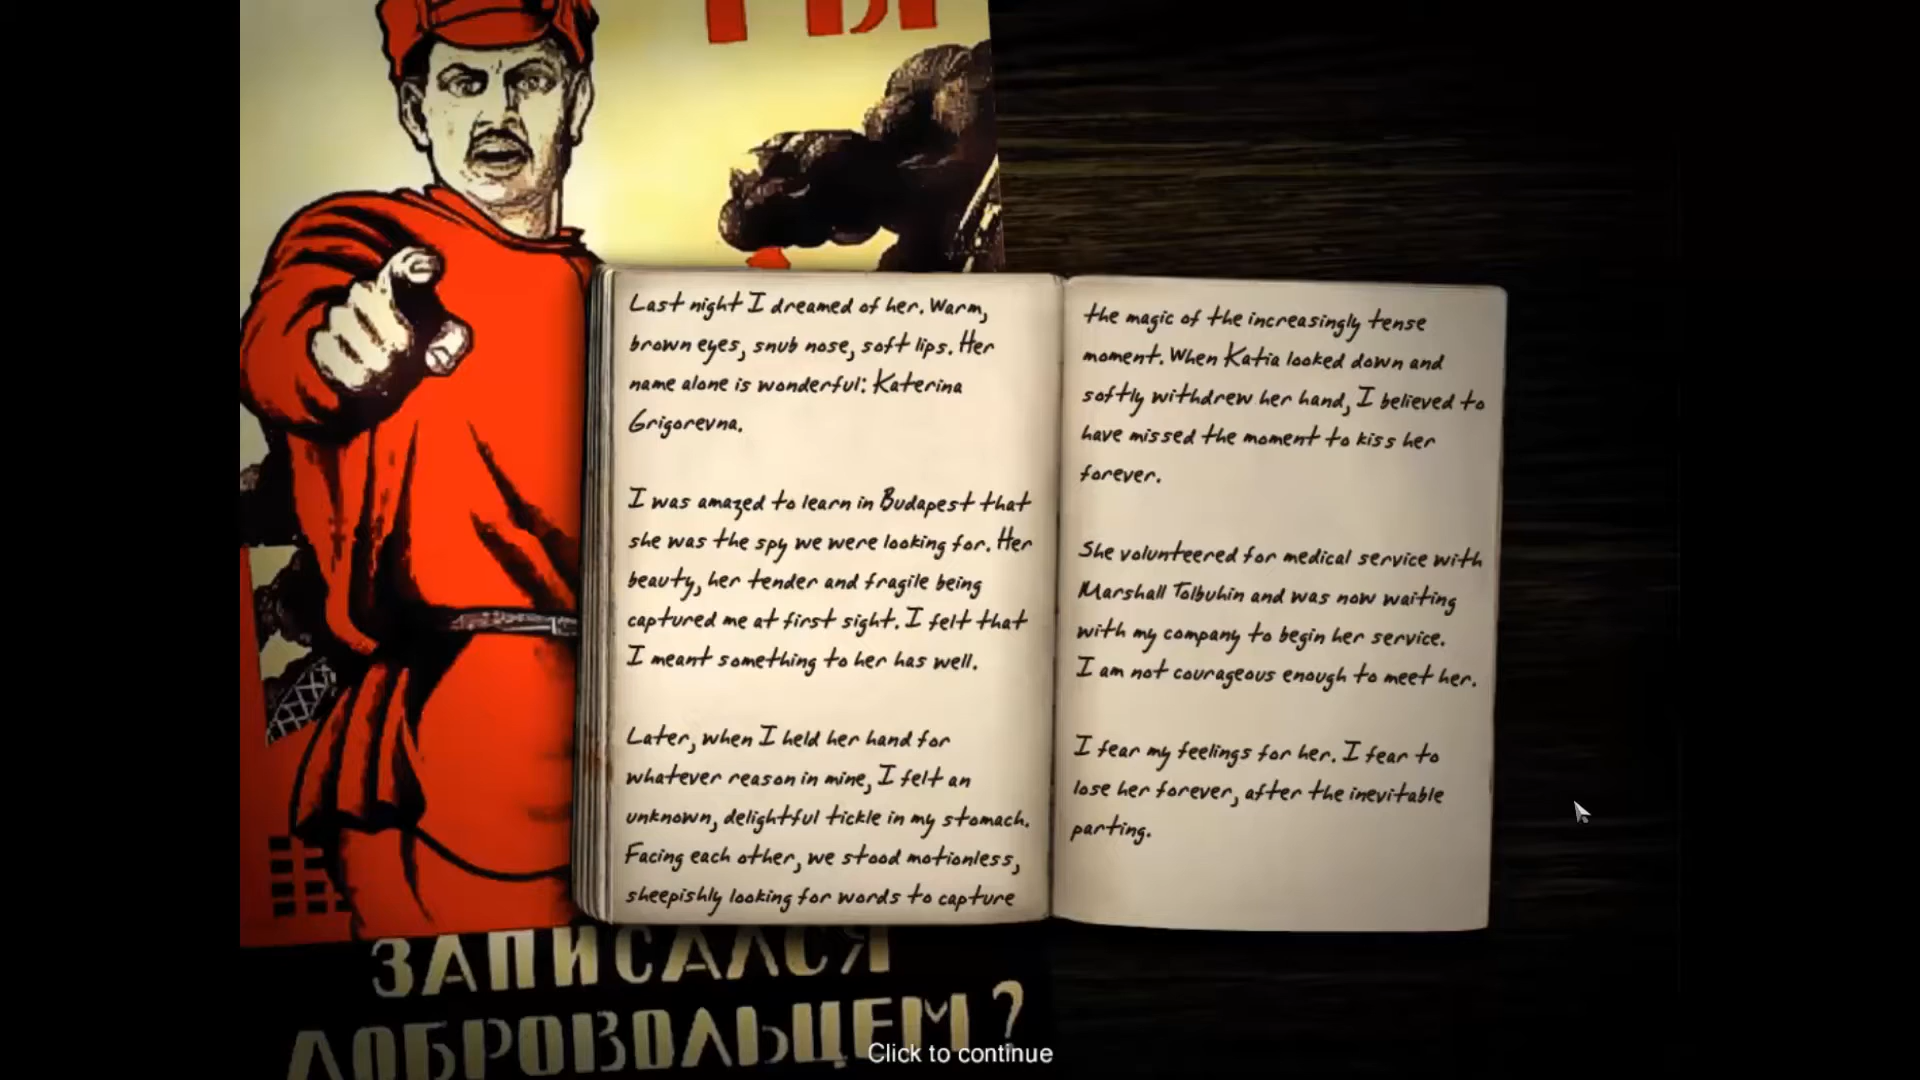 ТЫ
Last night I dreamed of her. Warm,
brown eyes, snub nose, soft lips. Her
name alone is wonderful: Katerina
Grigorevna.
I was amazed to learn in Budapest that
she was the spy we were looking for. Her
beauty, her tender and fragile being
captured me at first sight. I felt that
I meant something to her has well.
Later, when I held her hand for
whatever reason in mine, I felt an
unknown, delightful tickle in my stomach.
Facing each other, we stood motionless,
sheepishly looking for words to capture
the magic of the increasingly tense
moment. When Katia looked down and
softly withdrew her hand, I believed to
have missed the moment to kiss her
forever.
She volunteered for medical service with
Marshall Tolbuhin and was now waiting
with my company to begin her service.
I am not courageous enough to meet her.
I fear my feelings for her. I fear to
lose her forever, after the inevitable
parting.
ЗАПИСАЛСЯ
ДОБРОВОЛЬЦЕМ?
Click to continue